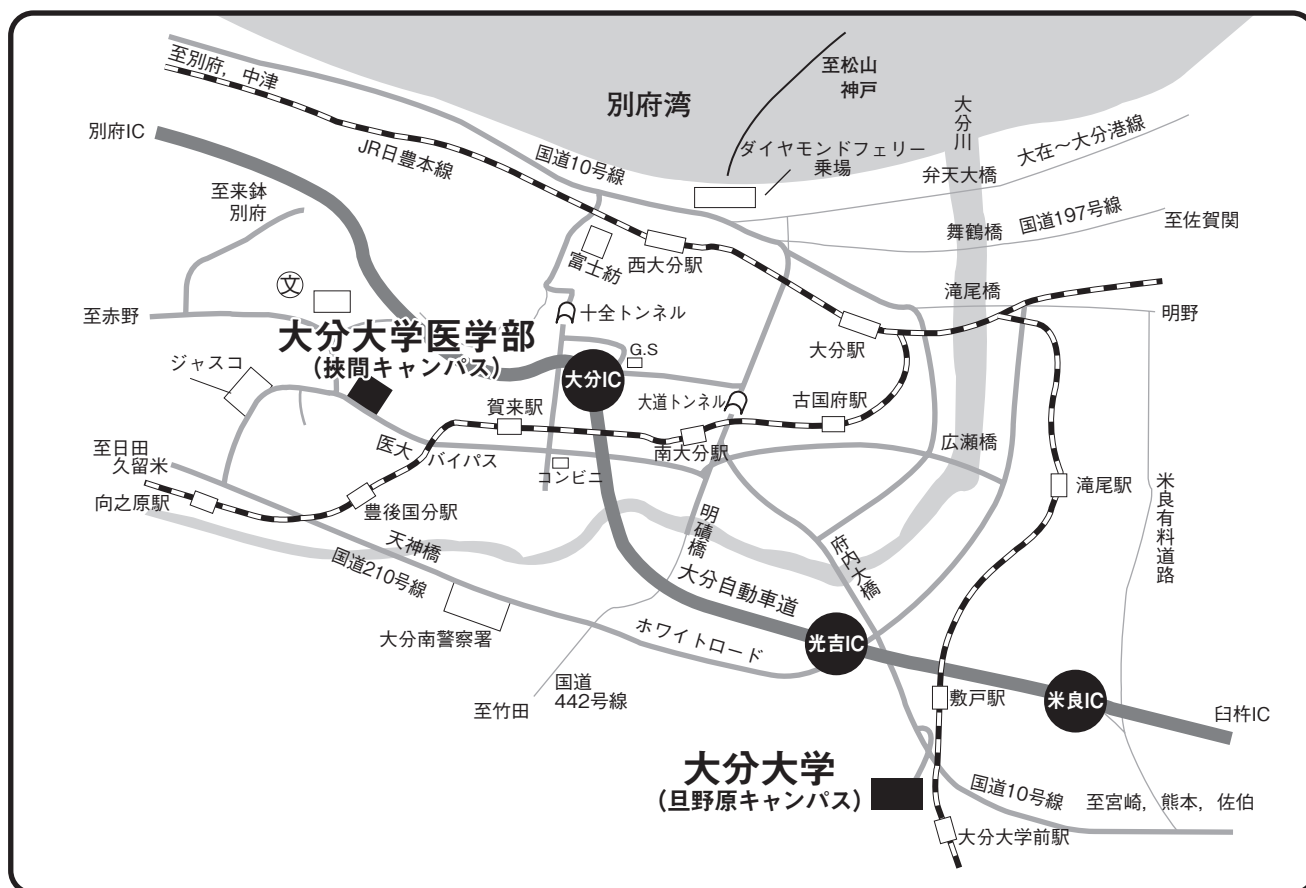 至別府，中津
至松山
神戸
別府湾
大分川
別府IC
JR日豊本線
国道10号線
ダイヤモンドフェリー
乗場
大在〜大分港線
弁天大橋
至来鉢
別府
舞鶴橋
国道197号線
至佐賀関
富士紡
西大分駅
文
滝尾橋
至赤野
十全トンネル
明野
大分大学医学部
(挾間キャンパス)
大分駅
G.S
ジャスコ
大分IC
大道トンネル
古国府駅
賀来駅
至日田
久留米
医大バイパス
南大分駅
広瀬橋
コンビニ
向之原駅
滝尾駅
米良有料道路
豊後国分駅
明磧橋
天神橋
府内大橋
国道210号線
大分自動車道
大分南警察署
ホワイトロード
光吉IC
国道
442号線
至竹田
敷戸駅
米良IC
臼杵IC
大分大学
(旦野原キャンパス)
国道10号線
至宮崎，熊本，佐伯
大分大学前駅